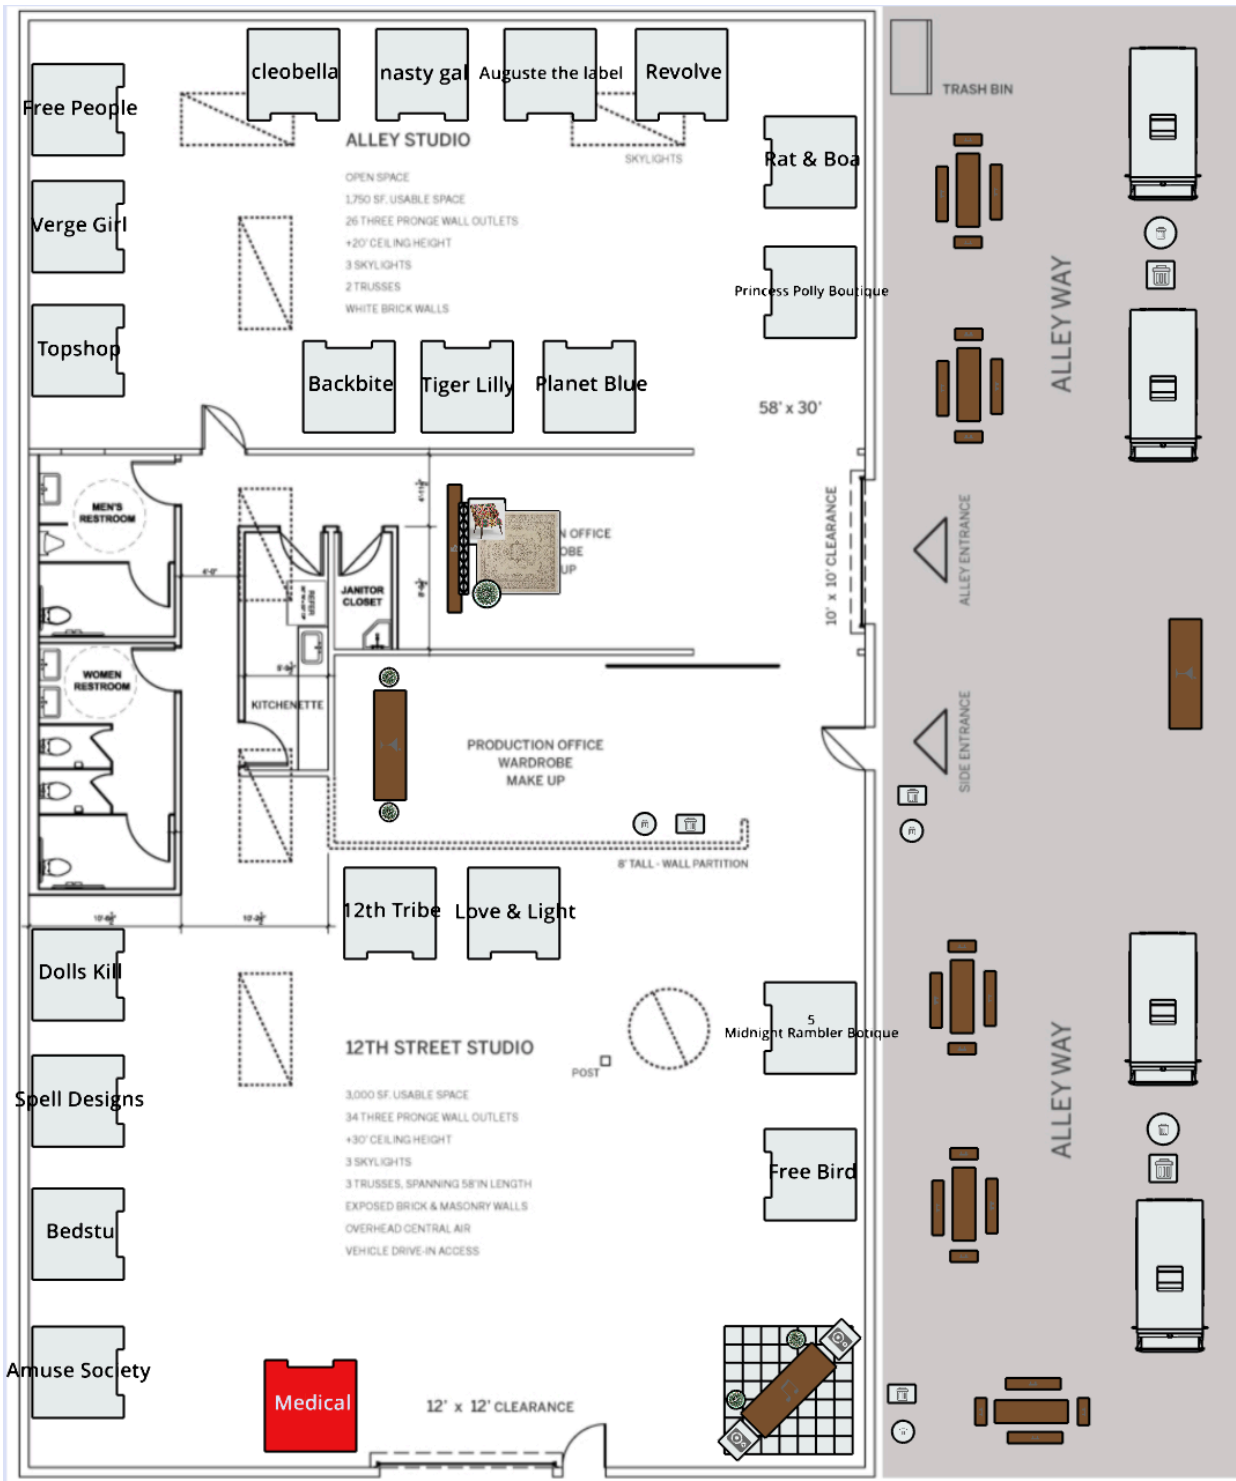 cleobella
nasty gal
Auguste the label
Revolve
Free People
Verge Girl
Topshop
ALLEY STUDIO
OPEN SPACE
1,750 SF. USABLE SPACE
26 THREE PRONGE WALL OUTLETS
+20' CEILING HEIGHT
3 SKYLIGHTS
2 TRUSSES
WHITE BRICK WALLS
SKYLIGHTS
Rat & Boa
Princess Polly Boutique
Backbite
Tiger Lilly
Planet Blue
58' x 30'
TRASH BIN
ALLEY WAY
MEN'S
RESTROOM
WOMEN
RESTROOM
JANITOR
CLOSET
REFER
KITCHENETTE
N OFFICE
OBE
UP
10' x 10' CLEARANCE
ALLEY ENTRANCE
SIDE ENTRANCE
PRODUCTION OFFICE
WARDROBE
MAKE UP
8' TALL - WALL PARTITION
12th Tribe
Love & Light
Dolls Kill
Spell Designs
Bedstu
Amuse Society
12TH STREET STUDIO
3,000 SF. USABLE SPACE
34 THREE PRONGE WALL OUTLETS
+30' CEILING HEIGHT
3 SKYLIGHTS
3 TRUSSES, SPANNING 58'IN LENGTH
EXPOSED BRICK & MASONRY WALLS
OVERHEAD CENTRAL AIR
VEHICLE DRIVE-IN ACCESS
POST
5
Midnight Rambler Botique
Free Bird
ALLEY WAY
Medical
12' x 12' CLEARANCE